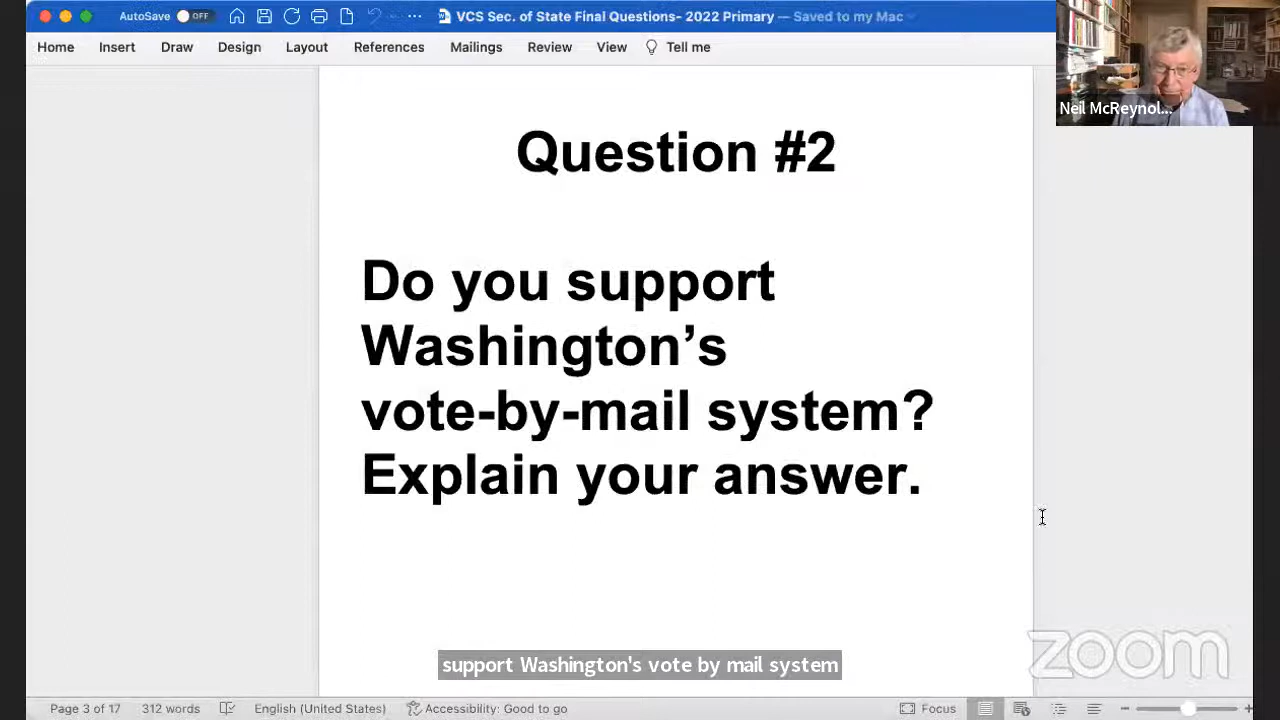 AutoSave OFF
VCS Sec. of State Final Questions- 2022 Primary — Saved to my Mac
Home Insert Draw Design Layout References Mailings Review View Tell me
Neil McReynol...
Question #2
Do you support
Washington’s
vote-by-mail system?
Explain your answer.
support Washington's vote by mail system
zoom
Page 3 of 17 312 words English (United States) Accessibility: Good to go Focus